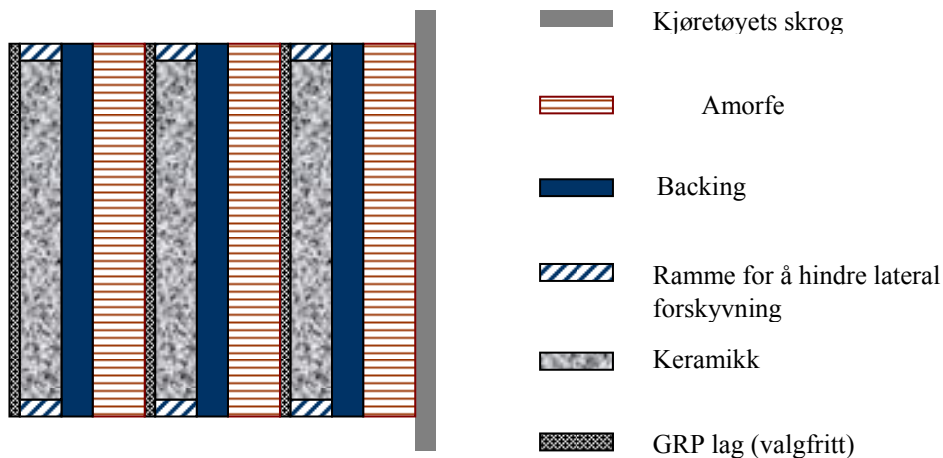 Kjøretøyets skrog
Amorfe
Backing
Ramme for å hindre lateral
forskyvning
Keramikk
GRP lag (valgfritt)